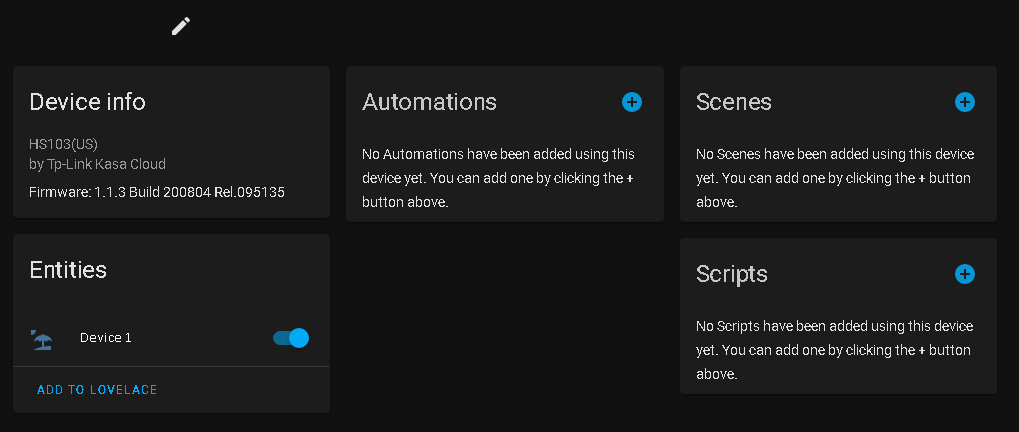 Device info
HS103(US)
by Tp-Link Kasa Cloud
Firmware: 1.1.3 Build 200804 Rel.095135
Entities
Device 1
ADD TO LOVELACE
Automations
No Automations have been added using this
device yet. You can add one by clicking the +
button above.
Scenes
No Scenes have been added using this device
yet. You can add one by clicking the + button
above.
Scripts
No Scripts have been added using this device
yet. You can add one by clicking the + button
above.